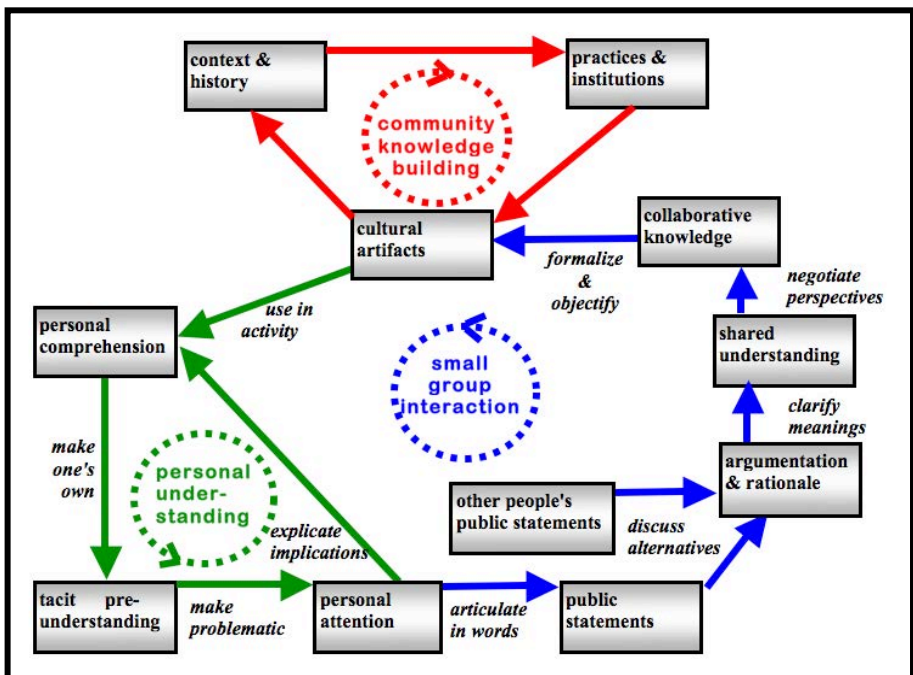 context &
history
practices &
institutions
community
knowledge
building
cultural
artifacts
collaborative
knowledge
formalize
&
objectify
negotiate
perspectives
use in
activity
personal
comprehension
shared
understanding
small
group
interaction
clarify
meanings
make
one's
own
personal
under-
standing
argumentation
& rationale
other people's
public statements
discuss
alternatives
explicate
implications
tacit pre-
understanding
make
problematic
personal
attention
articulate
in words
public
statements